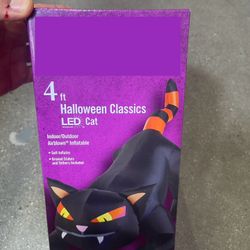 4 ft
Halloween Classics
LED Cat
Indoor/Outdoor
Airblown® Inflatable
• Self-Inflates
• Ground Stakes
and Tethers Included